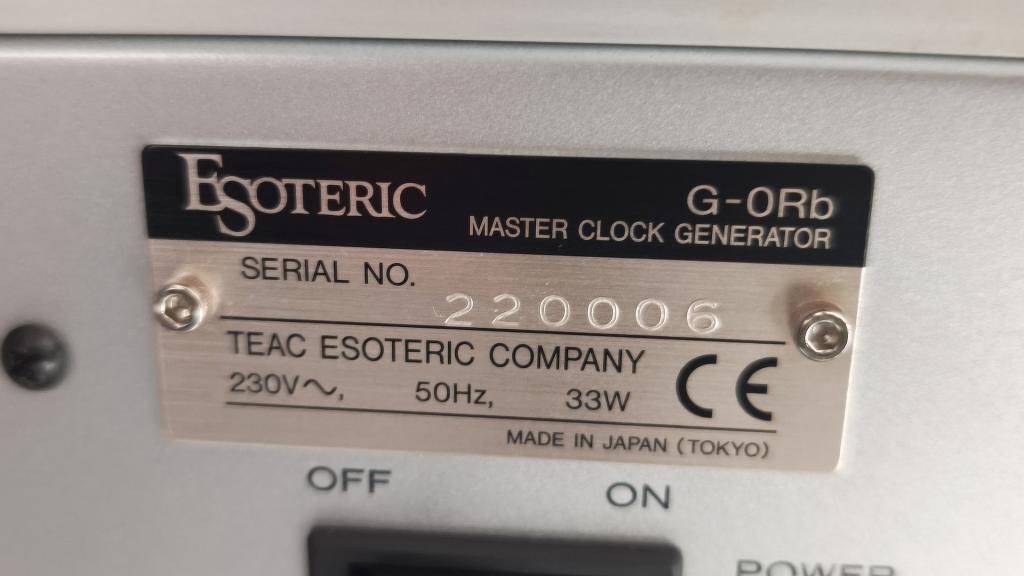 ESOTERIC
G-0Rb
MASTER CLOCK GENERATOR
SERIAL NO.
220006
TEAC ESOTERIC COMPANY
230V∿, 50Hz, 33W
CE
MADE IN JAPAN (TOKYO)
OFF ON
POWER